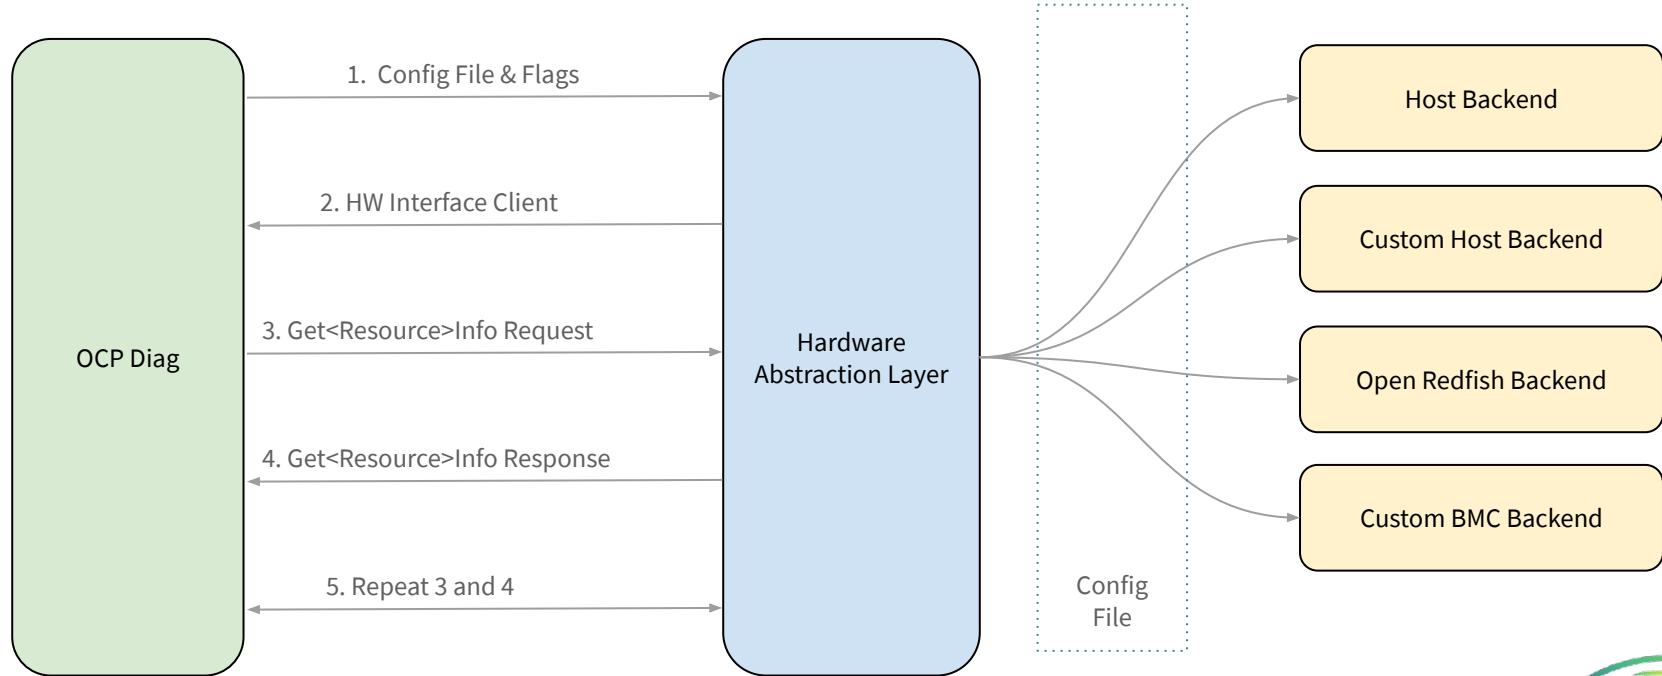 OCP Diag
1. Config File & Flags
2. HW Interface Client
3. Get<Resource>Info Request
4. Get<Resource>Info Response
5. Repeat 3 and 4
Hardware
Abstraction Layer
Config
File
Host Backend
Custom Host Backend
Open Redfish Backend
Custom BMC Backend